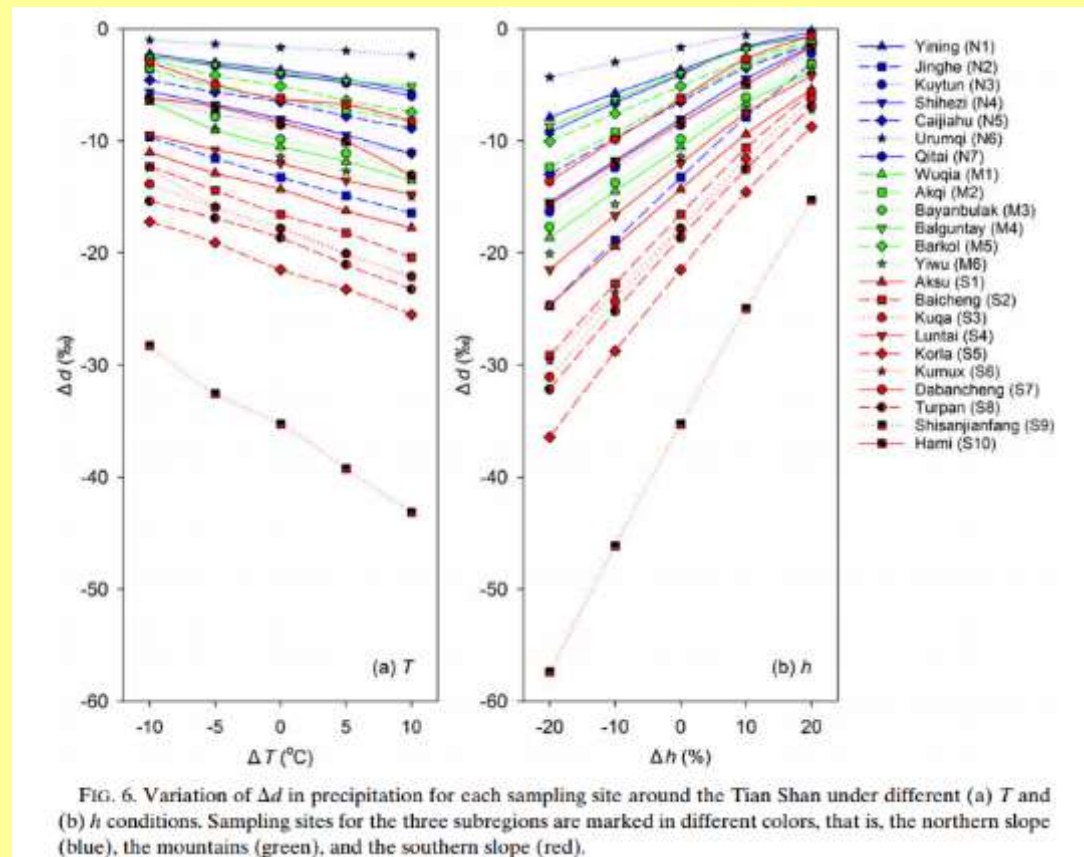 0
-10
-20
-30
-40
-50
-60
Δd (‰)
-10 -5 0 5 10
Δ T (°C)
(a) T
0
-10
-20
-30
-40
-50
-60
Δd (‰)
-20 -10 0 10 20
Δ h (%)
(b) h
Yining (N1)
Jinghe (N2)
Kuytun (N3)
Shihezi (N4)
Caijiahu (N5)
Urumqi (N6)
Qitai (N7)
Wuqia (M1)
Akqi (M2)
Bayanbulak (M3)
Balguntay (M4)
Barkol (M5)
Yiwu (M6)
Aksu (S1)
Baicheng (S2)
Kuqa (S3)
Luntai (S4)
Korla (S5)
Kumux (S6)
Dabancheng (S7)
Turpan (S8)
Shisanjianfang (S9)
Hami (S10)
FIG. 6. Variation of Δd in precipitation for each sampling site around the Tian Shan under different (a) T and
(b) h conditions. Sampling sites for the three subregions are marked in different colors, that is, the northern slope
(blue), the mountains (green), and the southern slope (red).